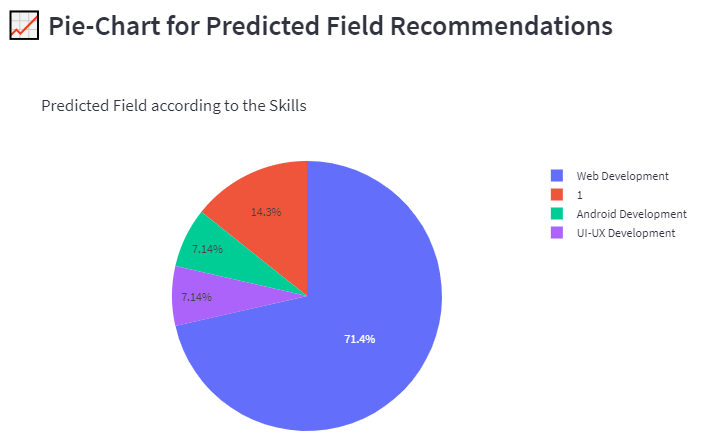 Pie-Chart for Predicted Field Recommendations
Predicted Field according to the Skills
Web Development
1
Android Development
UI-UX Development
14.3%
7.14%
7.14%
71.4%